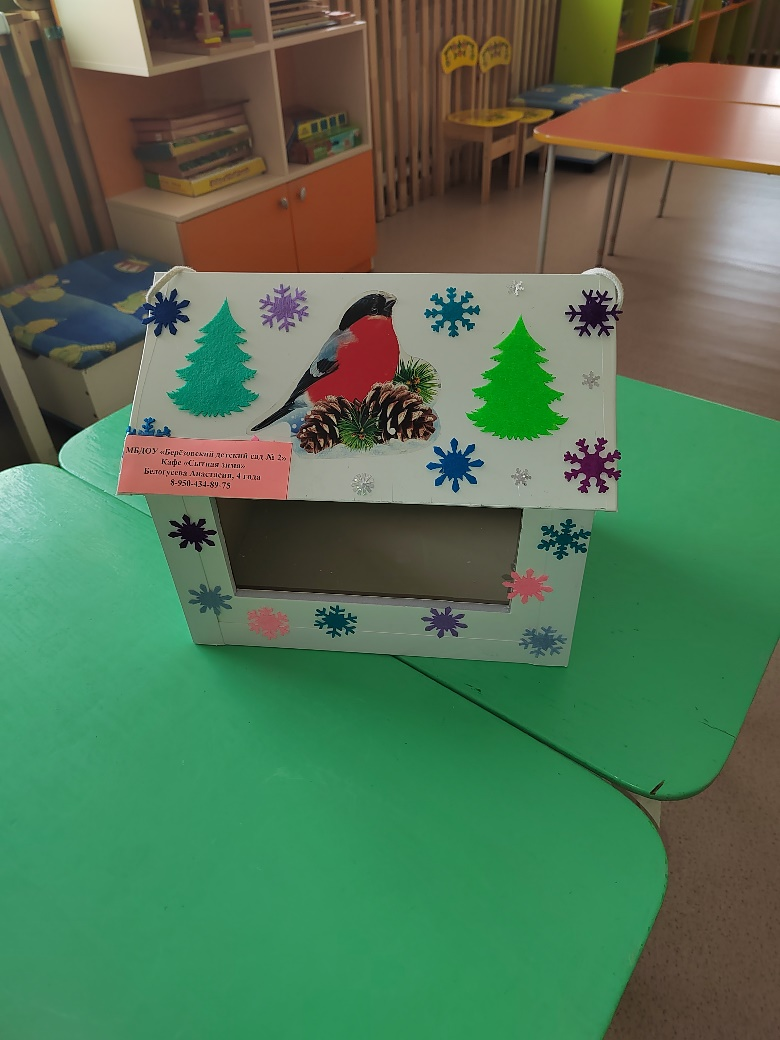 МБДОУ «Берёзовский детский сад № 2»
Кафе «Сытная зима»
Белоусова Анастасия, 4 года
8-950-434-89-75